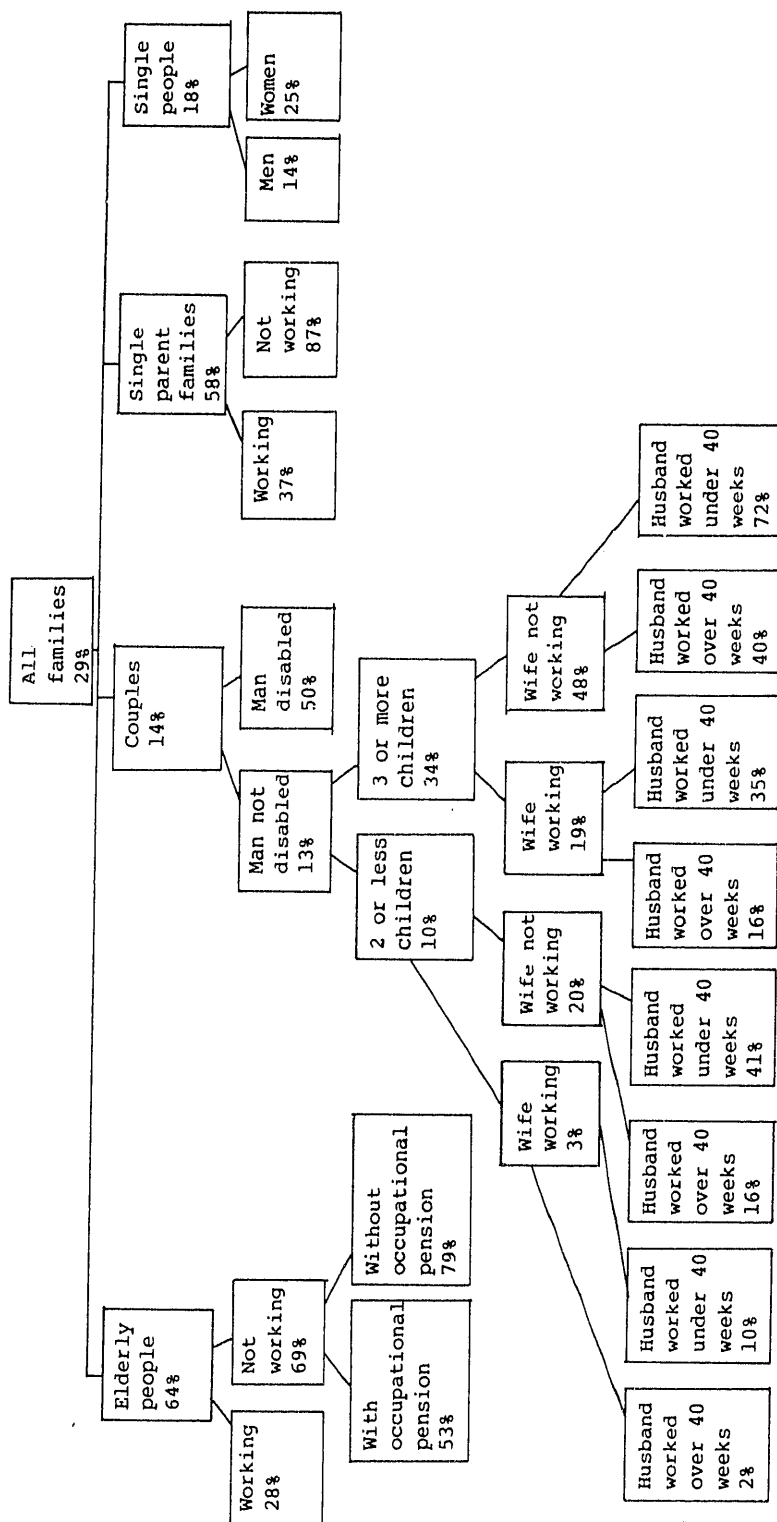 All
families
29%
Elderly
people
64%
Couples
14%
Single
parent
families
58%
Single
people
18%
Working
28%
Not
working
69%
Man not
disabled
13%
Man
disabled
50%
Working
37%
Not
working
87%
Men
14%
Women
25%
With
occupational
pension
53%
Without
occupational
pension
79%
2 or less
children
10%
3 or more
children
34%
Wife
working
3%
Wife not
working
20%
Wife
working
19%
Wife not
working
48%
Husband
worked
over 40
weeks
2%
Husband
worked
under 40
weeks
10%
Husband
worked
over 40
weeks
16%
Husband
worked
under 40
weeks
41%
Husband
worked
over 40
weeks
16%
Husband
worked
under 40
weeks
35%
Husband
worked
over 40
weeks
40%
Husband
worked
under 40
weeks
72%